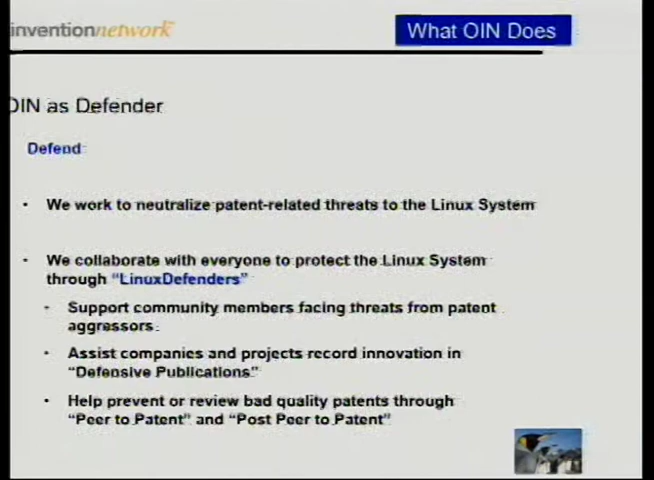 inventionnetwork
What OIN Does
OIN as Defender
Defend
We work to neutralize patent-related threats to the Linux System
We collaborate with everyone to protect the Linux System
through "LinuxDefenders"
Support community members facing threats from patent
aggressors.
Assist companies and projects record innovation in
"Defensive Publications."
Help prevent or review bad quality patents through
"Peer to Patent" and "Post Peer to Patent"